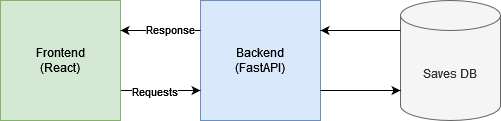 Frontend
(React)
Response
Requests
Backend
(FastAPI)
Saves DB